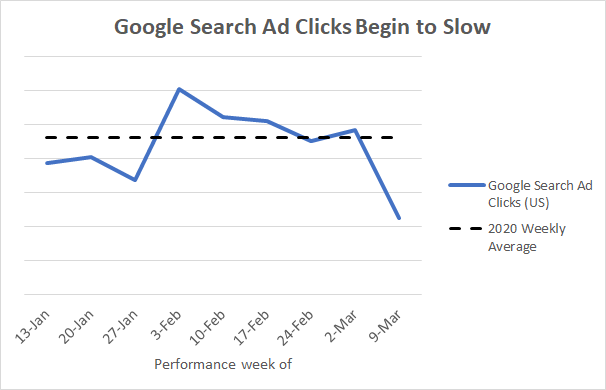 Google Search Ad Clicks Begin to Slow
Google Search Ad
Clicks (US)
2020 Weekly
Average
13-Jan
20-Jan
27-Jan
3-Feb
10-Feb
17-Feb
24-Feb
2-Mar
9-Mar
Performance week of